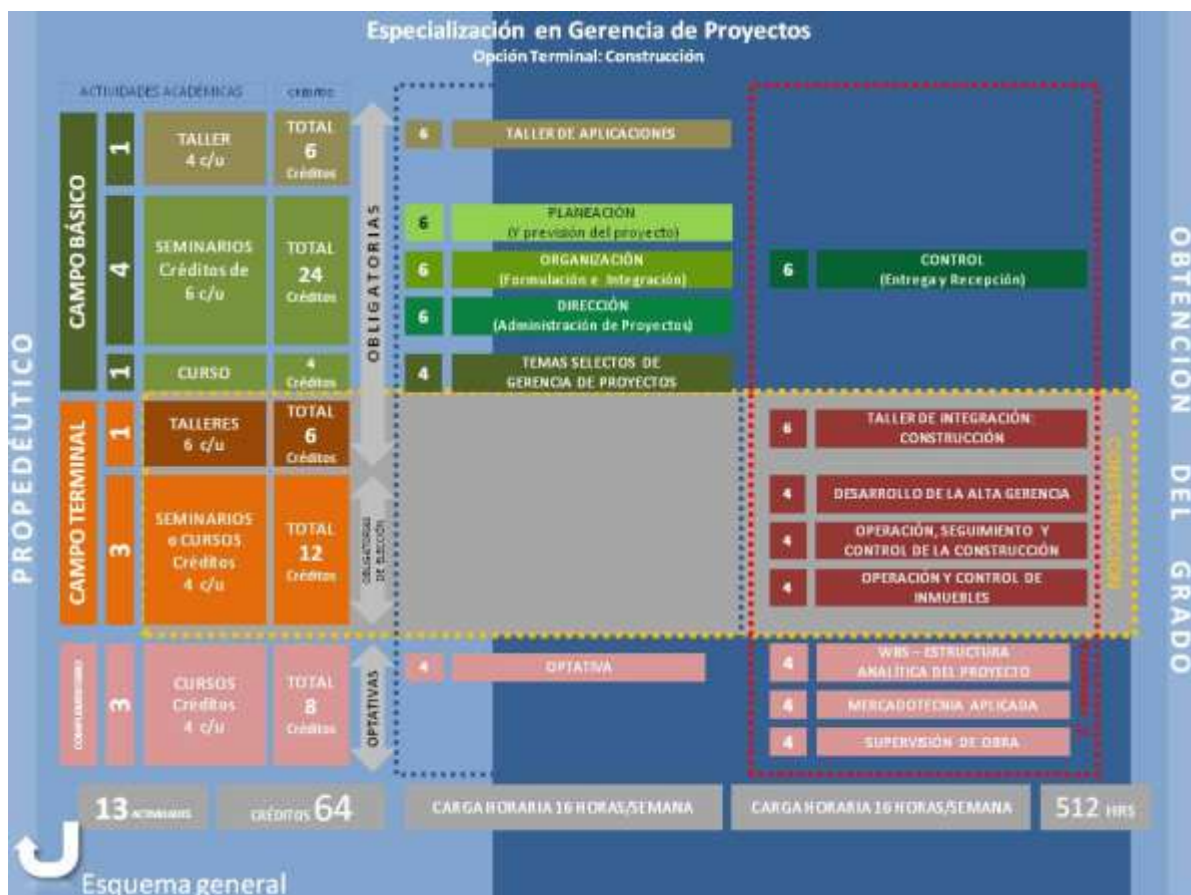 Especialización en Gerencia de Proyectos
Opción Terminal: Construcción
ACTIVIDADES ACADÉMICAS
CRÉDITOS
PROPEDÉUTICO
CAMPO BÁSICO
1
TALLER
4 c/u
TOTAL
6
Créditos
4
SEMINARIOS
Créditos de
6 c/u
TOTAL
24
Créditos
1
CURSO
4
Créditos
CAMPO TERMINAL
1
TALLERES
6 c/u
TOTAL
6
Créditos
3
SEMINARIOS
o CURSOS
Créditos
4 c/u
TOTAL
12
Créditos
3
CURSOS
Créditos
4 c/u
TOTAL
8
Créditos
OBLIGATORIAS
OBLIGATORIAS
DE ELECCIÓN
OPTATIVAS
6
TALLER DE APLICACIONES
6
PLANEACIÓN
(Y previsión del proyecto)
6
ORGANIZACIÓN
(Formulación e Integración)
6
DIRECCIÓN
(Administración de Proyectos)
4
TEMAS SELECTOS DE
GERENCIA DE PROYECTOS
4
OPTATIVA
6
CONTROL
(Entrega y Recepción)
6
TALLER DE INTEGRACIÓN:
CONSTRUCCIÓN
4
DESARROLLO DE LA ALTA GERENCIA
4
OPERACIÓN, SEGUIMIENTO Y
CONTROL DE LA CONSTRUCCIÓN
4
OPERACIÓN Y CONTROL DE
INMUEBLES
4
WBS – ESTRUCTURA
ANALÍTICA DEL PROYECTO
4
MERCADOTECNIA APLICADA
4
SUPERVISIÓN DE OBRA
CONSTRUCCION
OBTENCION DEL GRADO
13 ACTIVIDADES
CRÉDITOS 64
CARGA HORARIA 16 HORAS/SEMANA
CARGA HORARIA 16 HORAS/SEMANA
512 HRS
Esquema general